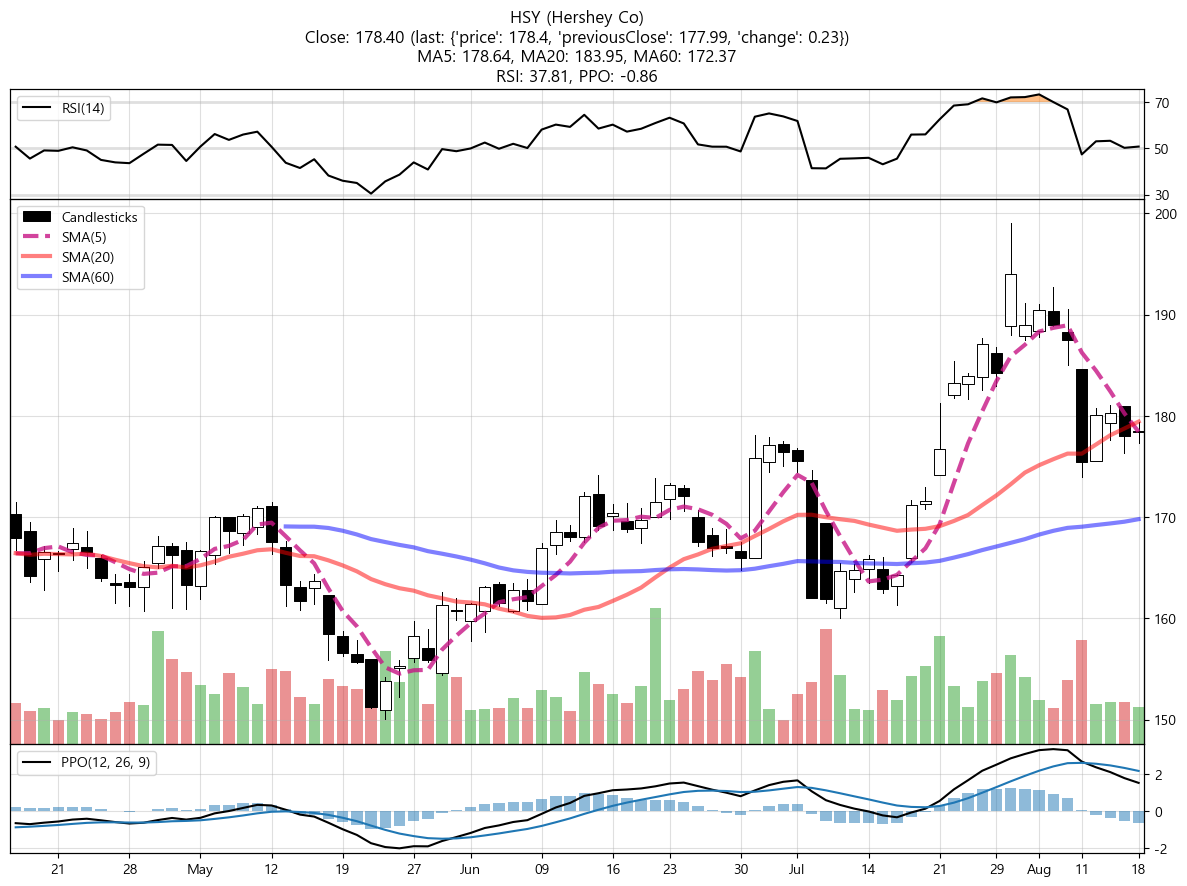 HSY (Hershey Co)
Close: 178.40 (last: {'price': 178.4, 'previousClose': 177.99, 'change': 0.23})
MA5: 178.64, MA20: 183.95, MA60: 172.37
RSI: 37.81, PPO: -0.86
RSI(14)
70
50
30
Candlesticks
SMA(5)
SMA(20)
SMA(60)
200
190
180
170
160
150
PPO(12, 26, 9)
2
0
-2
21 28 May 12 19 27 Jun 09 16 23 30 Jul 14 21 29 Aug 11 18